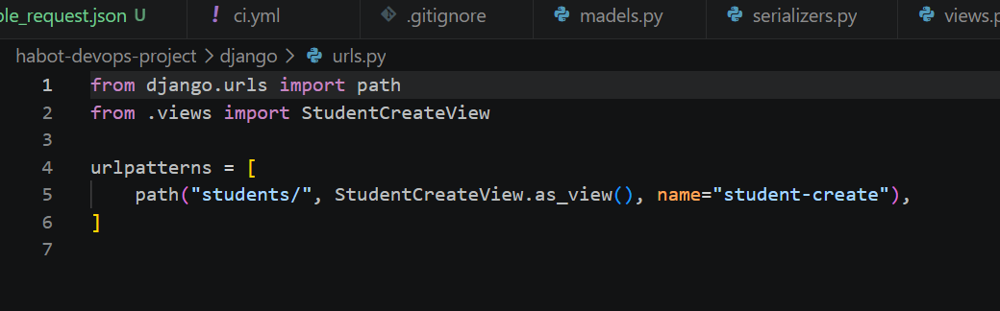 ple_request.json U ! ci.yml .gitignore madels.py serializers.py views.p
habot-devops-project > django > urls.py
1 from django.urls import path
2 from .views import StudentCreateView
3
4 urlpatterns = [
5 path("students/", StudentCreateView.as_view(), name="student-create"),
6 ]
7